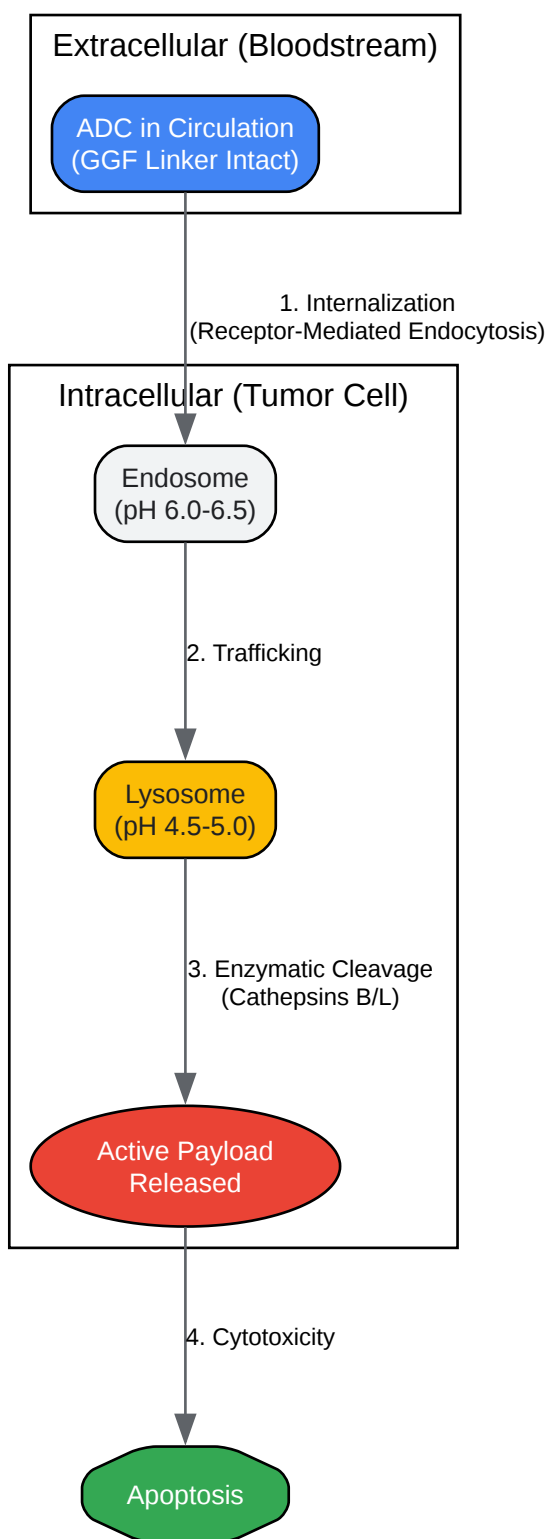 Extracellular (Bloodstream)
ADC in Circulation
(GGF Linker Intact)
1. Internalization
(Receptor-Mediated Endocytosis)
Intracellular (Tumor Cell)
Endosome
(pH 6.0-6.5)
2. Trafficking
Lysosome
(pH 4.5-5.0)
3. Enzymatic Cleavage
(Cathepsins B/L)
Active Payload
Released
4. Cytotoxicity
Apoptosis